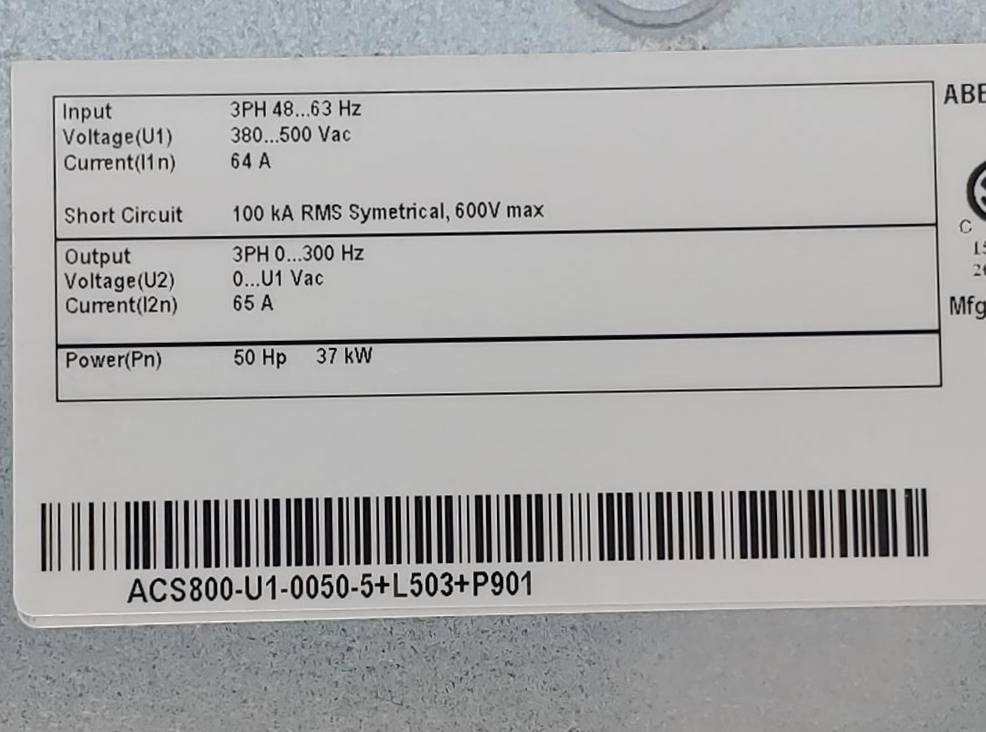 Input 3PH 48...63 Hz
Voltage(U1) 380...500 Vac
Current(I1n) 64 A
Short Circuit 100 kA RMS Symetrical, 600V max
Output 3PH 0...300 Hz
Voltage(U2) 0...U1 Vac
Current(I2n) 65 A
Power(Pn) 50 Hp 37 kW
ACS800-U1-0050-5+L503+P901
C
Mfg